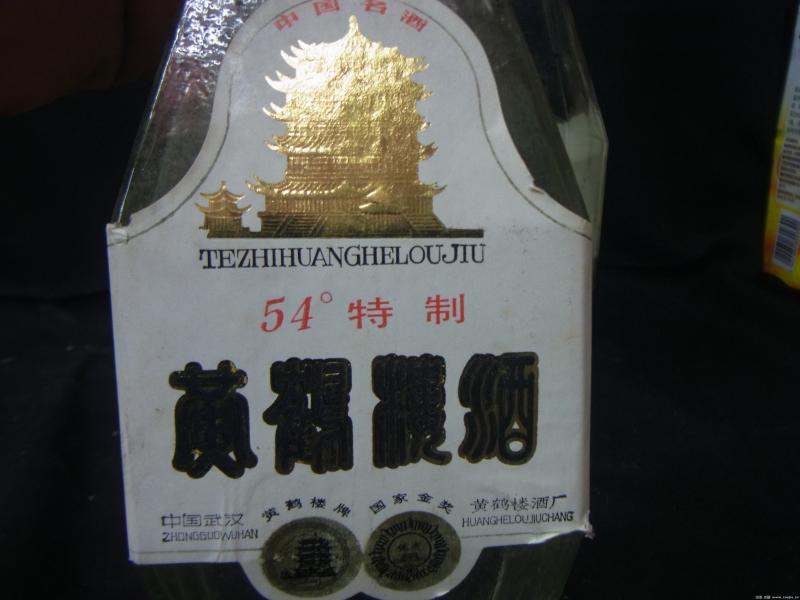 中国名酒
TEZHIHUANGHELOUJIU
54° 特制
黄鹤楼酒
黄鹤楼牌 国家金奖
中国武汉 黄鹤楼酒厂
ZHONGGUOWUHAN HUANGHELOUJIUCHANG